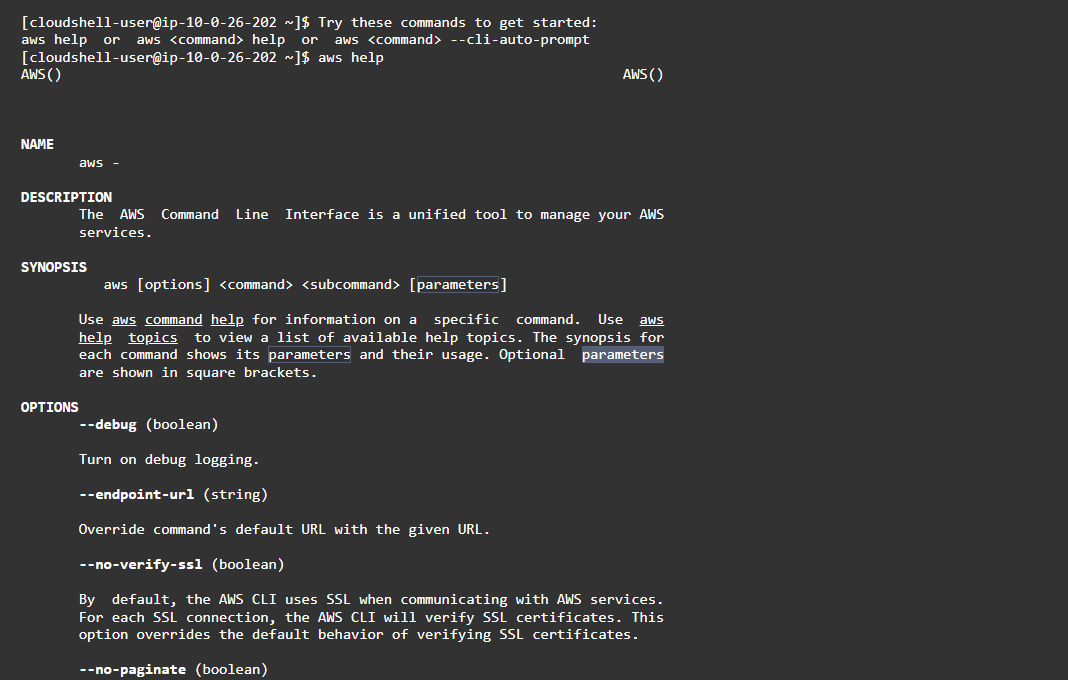 [cloudshell-user@ip-10-0-26-202 ~]$ Try these commands to get started:
aws help  or  aws <command> help  or  aws <command> --cli-auto-prompt
[cloudshell-user@ip-10-0-26-202 ~]$ aws help
AWS()                                                                    AWS()
NAME
aws -
DESCRIPTION
The  AWS  Command  Line  Interface is a unified tool to manage your AWS
services.
SYNOPSIS
aws [options] <command> <subcommand> [parameters]
Use aws command help for information on a  specific  command.  Use  aws
help  topics  to view a list of available help topics. The synopsis for
each command shows its parameters and their usage. Optional  parameters
are shown in square brackets.
OPTIONS
--debug (boolean)
Turn on debug logging.
--endpoint-url (string)
Override command's default URL with the given URL.
--no-verify-ssl (boolean)
By  default, the AWS CLI uses SSL when communicating with AWS services.
For each SSL connection, the AWS CLI will verify SSL certificates. This
option overrides the default behavior of verifying SSL certificates.
--no-paginate (boolean)